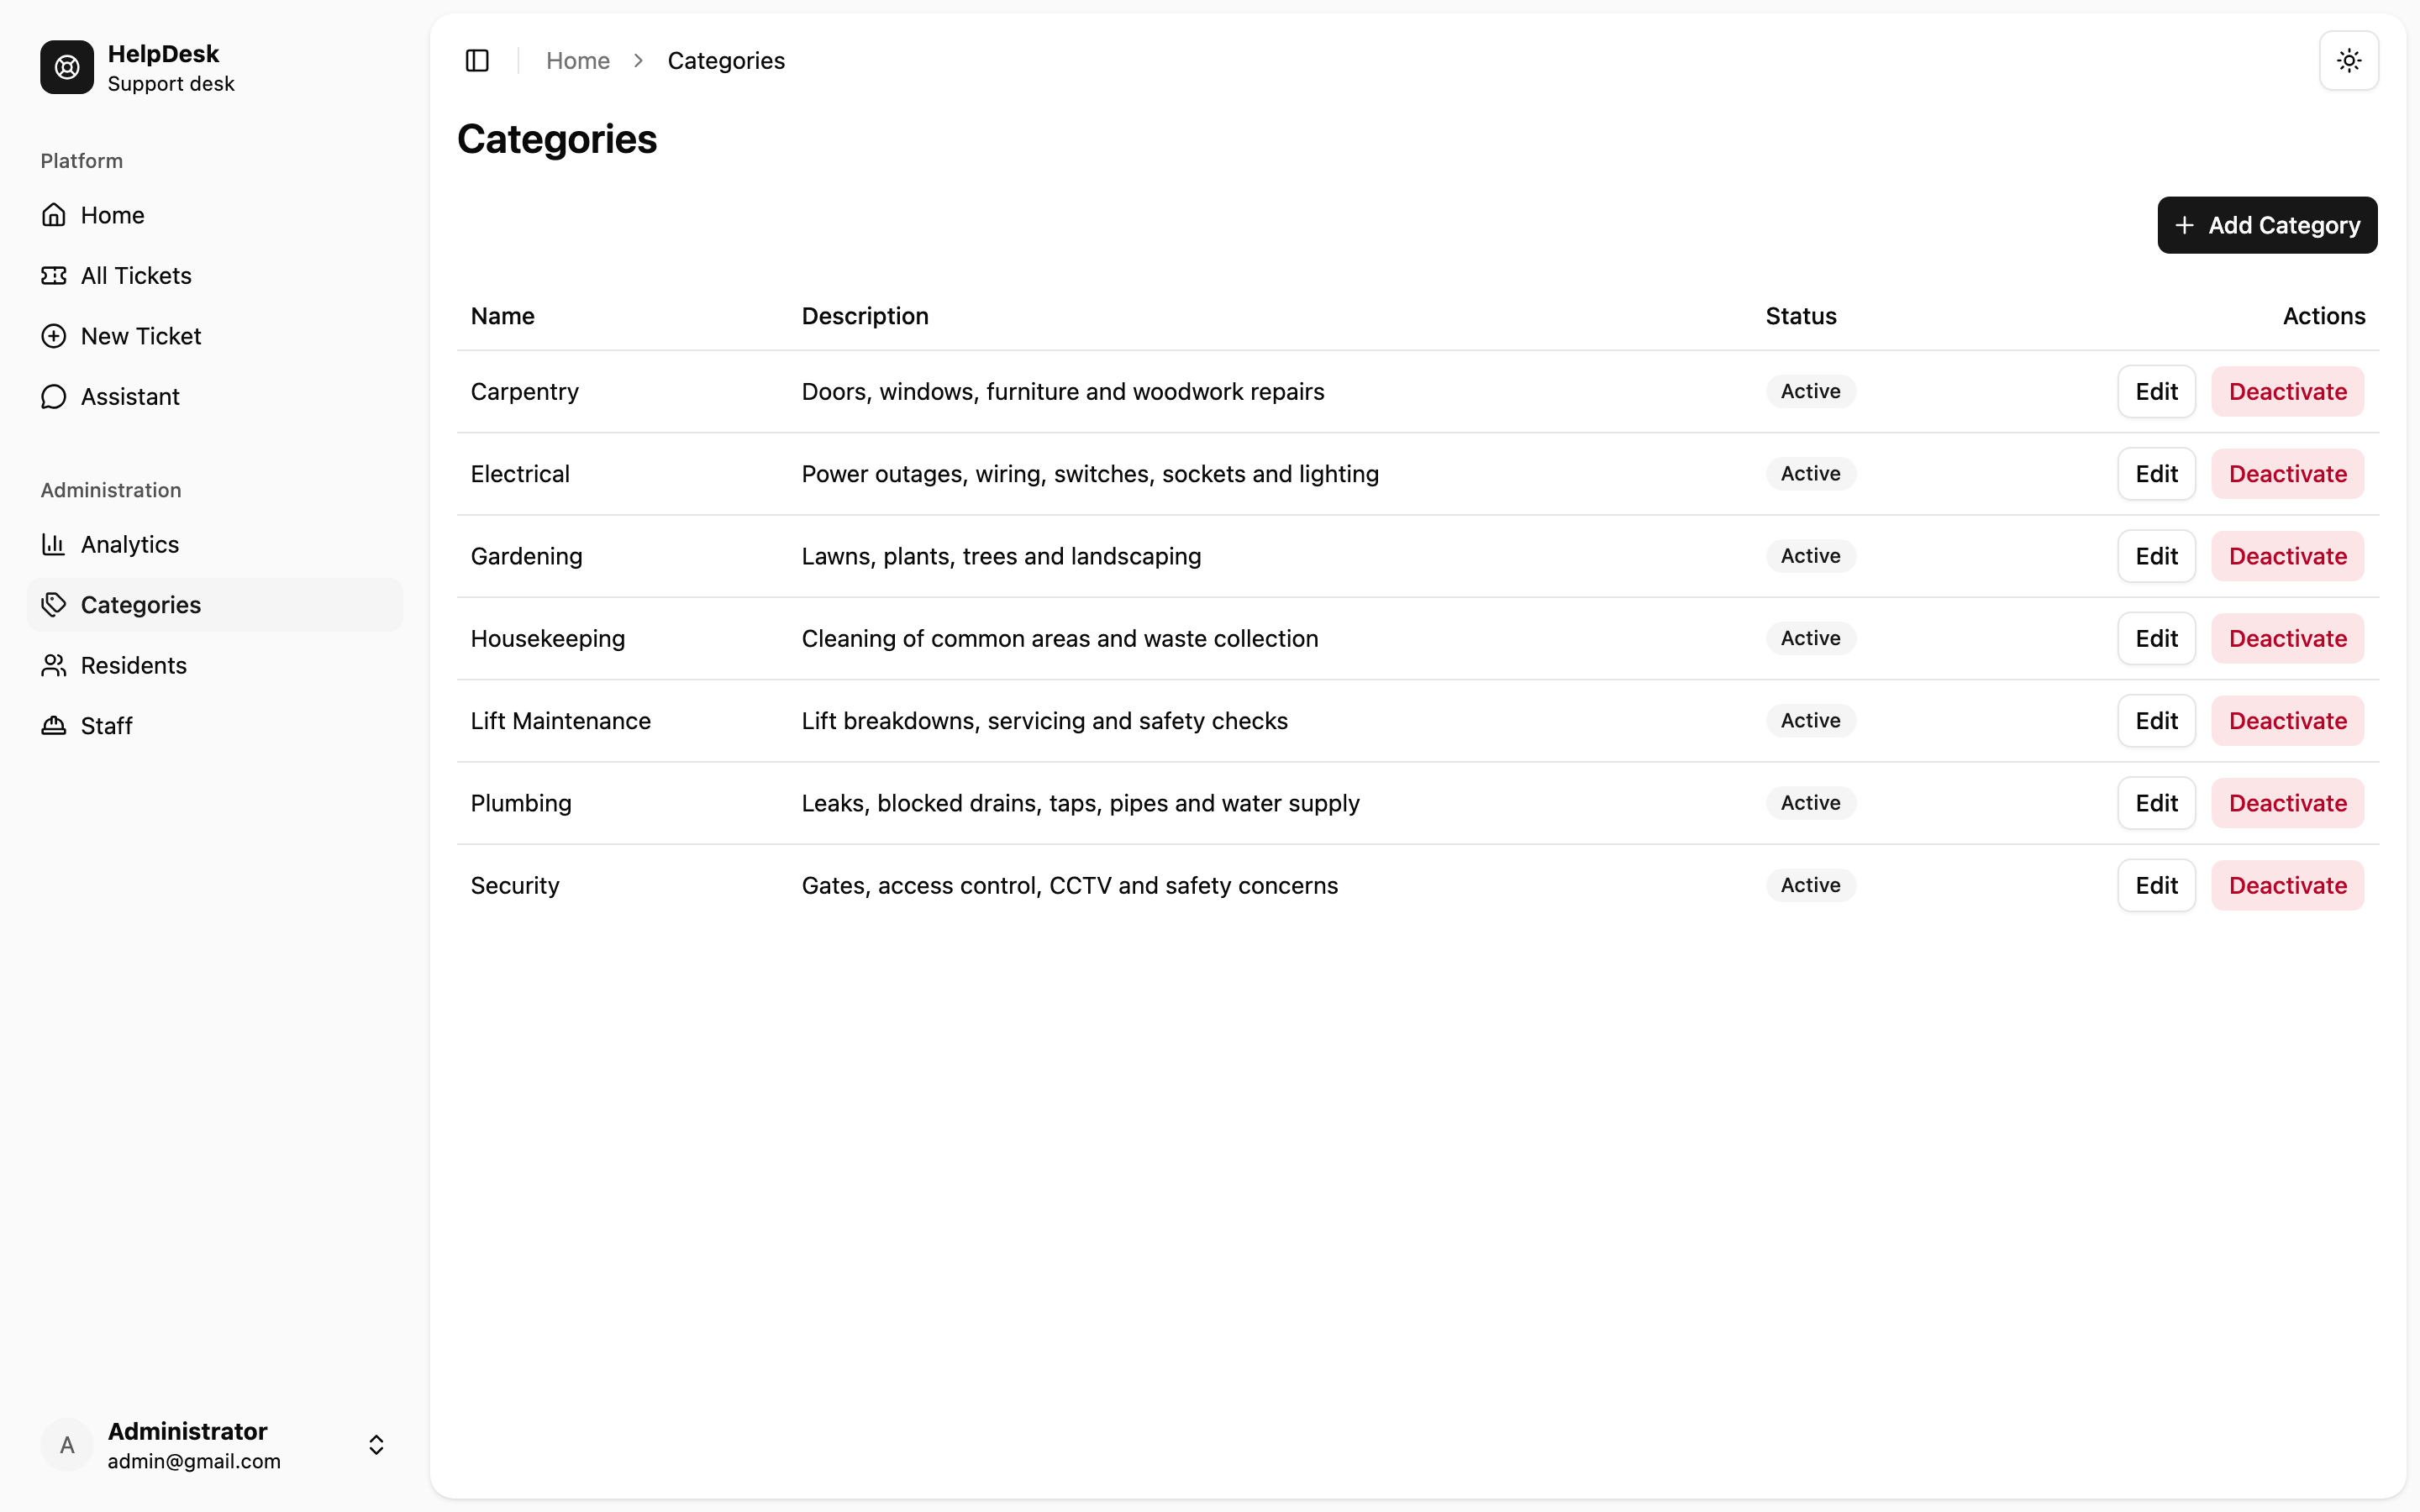 HelpDesk
Support desk
Platform
Home
All Tickets
New Ticket
Assistant
Administration
Analytics
Categories
Residents
Staff
A
Administrator
admin@gmail.com
Home > Categories
Categories
+ Add Category
Name Description Status Actions
Carpentry Doors, windows, furniture and woodwork repairs Active Edit Deactivate
Electrical Power outages, wiring, switches, sockets and lighting Active Edit Deactivate
Gardening Lawns, plants, trees and landscaping Active Edit Deactivate
Housekeeping Cleaning of common areas and waste collection Active Edit Deactivate
Lift Maintenance Lift breakdowns, servicing and safety checks Active Edit Deactivate
Plumbing Leaks, blocked drains, taps, pipes and water supply Active Edit Deactivate
Security Gates, access control, CCTV and safety concerns Active Edit Deactivate